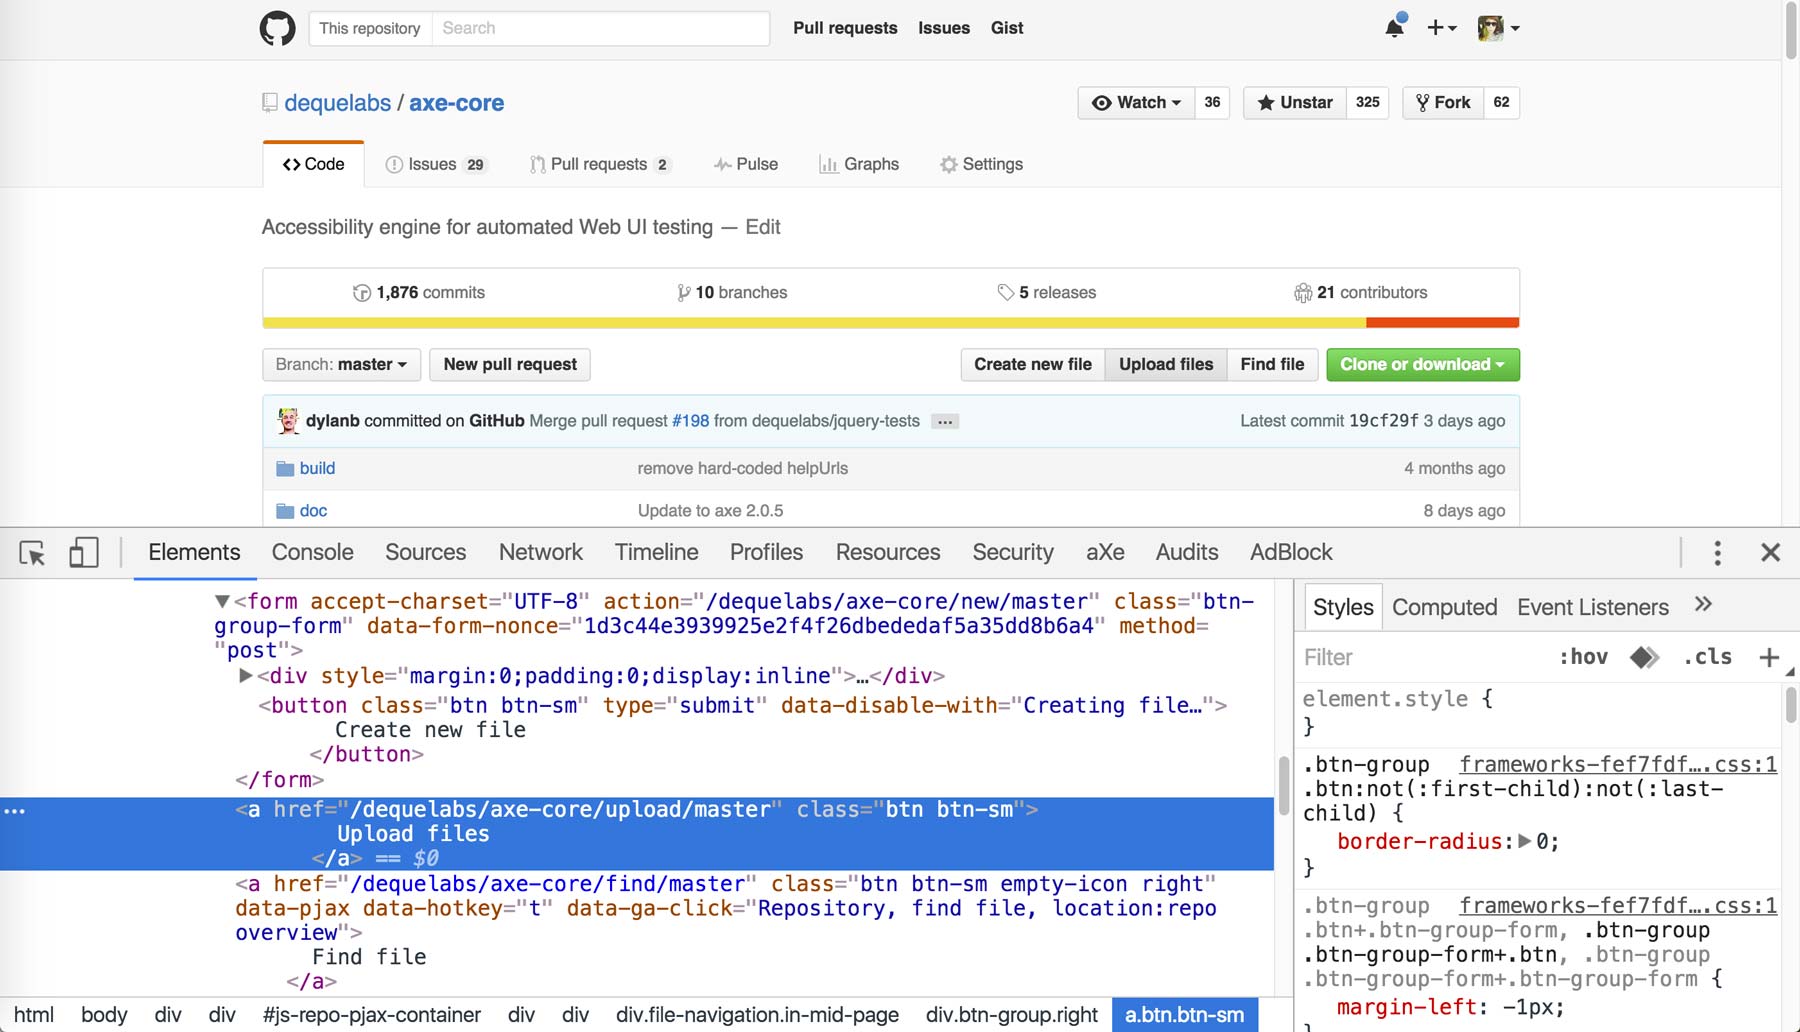 This repository Search Pull requests Issues Gist
dequelabs / axe-core Watch 36 Unstar 325 Fork 62
Code Issues 29 Pull requests 2 Pulse Graphs Settings
Accessibility engine for automated Web UI testing — Edit
1,876 commits 10 branches 5 releases 21 contributors
Branch: master New pull request Create new file Upload files Find file Clone or download
dylanb committed on GitHub Merge pull request #198 from dequelabs/jquery-tests … Latest commit 19cf29f 3 days ago
build remove hard-coded helpUrls 4 months ago
doc Update to axe 2.0.5 8 days ago
Elements Console Sources Network Timeline Profiles Resources Security aXe Audits AdBlock
<form accept-charset="UTF-8" action="/dequelabs/axe-core/new/master" class="btn-
group-form" data-form-nonce="1d3c44e3939925e2f4f26dbededaf5a35dd8b6a4" method=
"post">
<div style="margin:0;padding:0;display:inline">…</div>
<button class="btn btn-sm" type="submit" data-disable-with="Creating file…">
Create new file
</button>
</form>
<a href="/dequelabs/axe-core/upload/master" class="btn btn-sm">
Upload files
</a> == $0
<a href="/dequelabs/axe-core/find/master" class="btn btn-sm empty-icon right"
data-pjax data-hotkey="t" data-ga-click="Repository, find file, location:repo
overview">
Find file
</a>
html body div div #js-repo-pjax-container div div div.file-navigation.in-mid-page div.btn-group.right a.btn.btn-sm
Styles Computed Event Listeners
Filter :hov .cls +
element.style {
}
.btn-group frameworks-fef7fdf….css:1
.btn:not(:first-child):not(:last-
child) {
border-radius: 0;
}
.btn-group frameworks-fef7fdf….css:1
.btn+.btn-group-form, .btn-group
.btn-group-form+.btn, .btn-group
.btn-group-form+.btn-group-form {
margin-left: -1px;
}